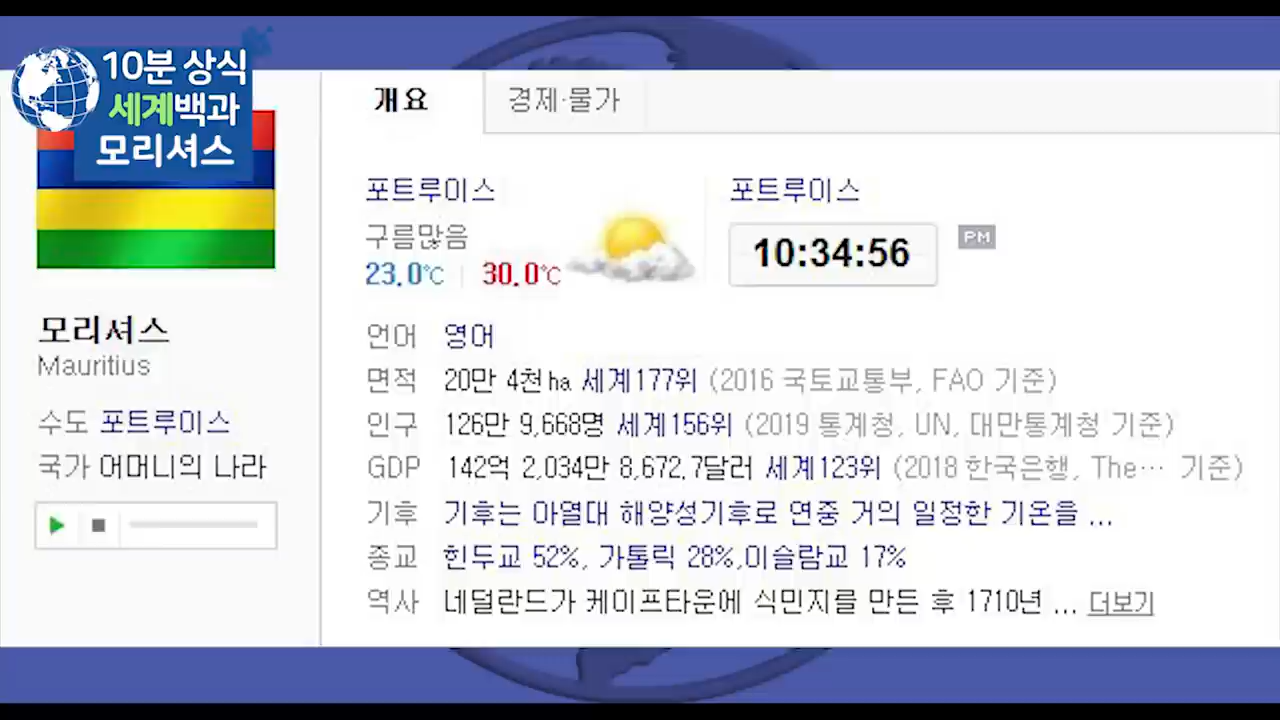 10분 상식
세계백과
모리셔스
개요
경제·물가
포트루이스
구름많음
23.0℃
30.0℃
포트루이스
10:34:56
PM
모리셔스
Mauritius
수도 포트루이스
국가 어머니의 나라
언어 영어
면적 20만 4천ha 세계177위 (2016 국토교통부, FAO 기준)
인구 126만 9,668명 세계156위 (2019 통계청, UN, 대만통계청 기준)
GDP 142억 2,034만 8,672.7달러 세계123위 (2018 한국은행, The… 기준)
기후 기후는 아열대 해양성기후로 연중 거의 일정한 기온을 ...
종교 힌두교 52%, 가톨릭 28%,이슬람교 17%
역사 네덜란드가 케이프타운에 식민지를 만든 후 1710년 ... 더보기